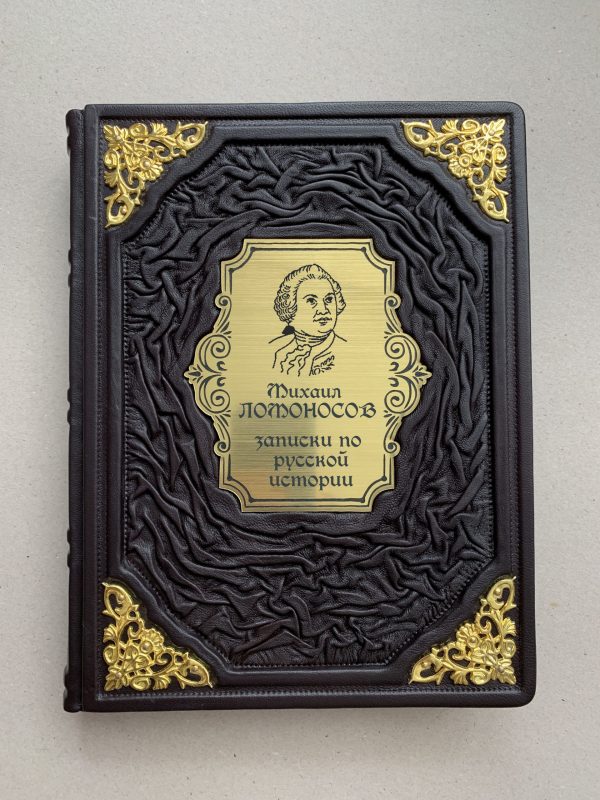 Михаил
ЛОМОНОСОВ
записки по
русской
истории